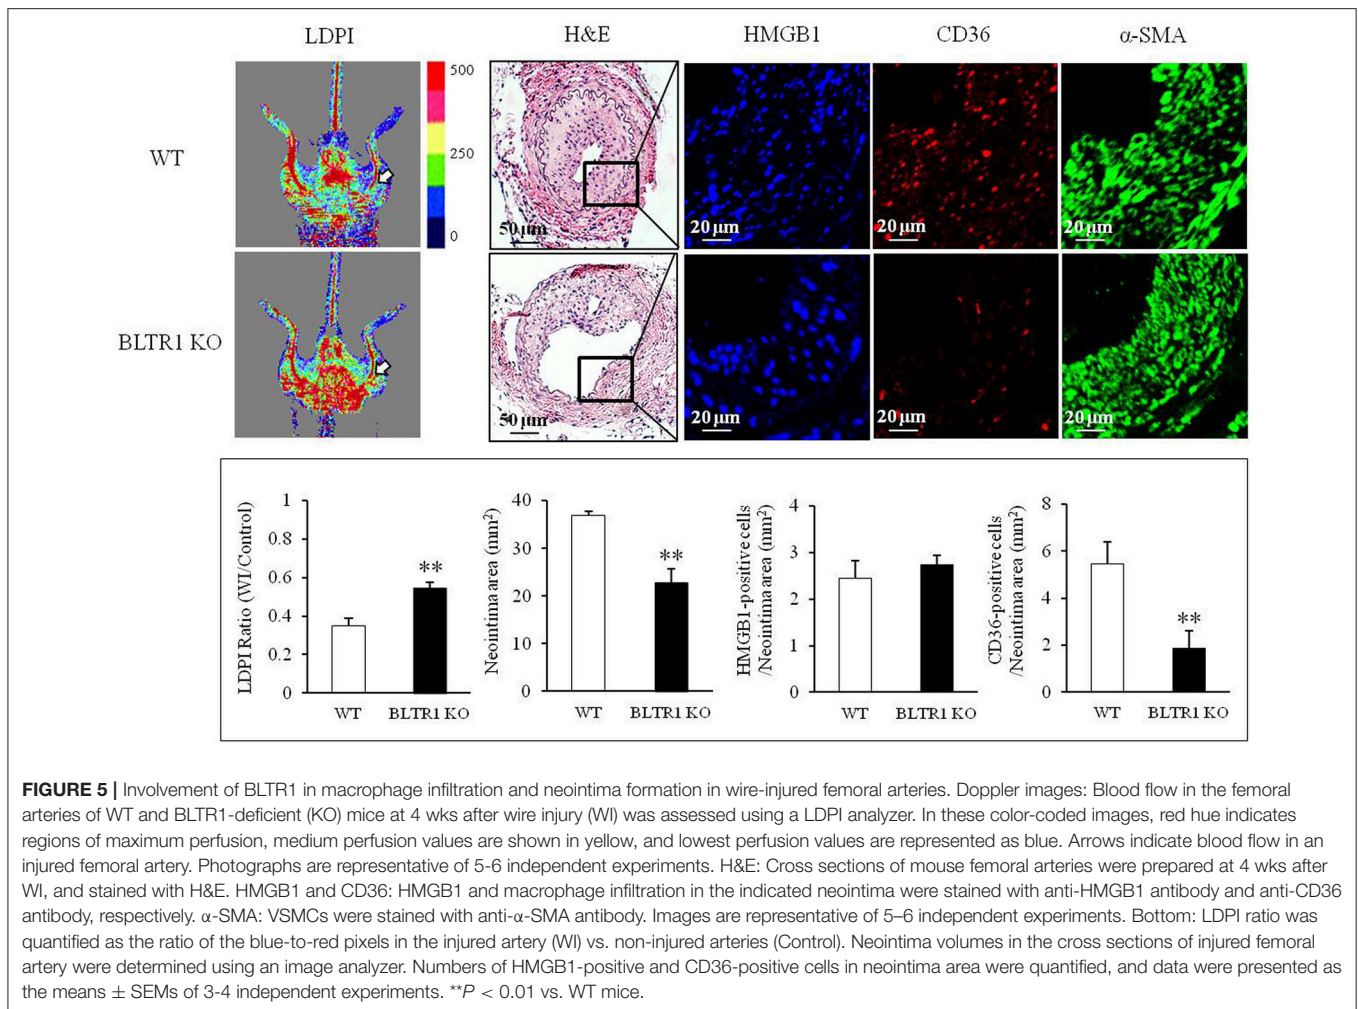 LDPI
H&E
HMGB1
CD36
α-SMA
WT
500
250
0
50 µm
20 µm
20 µm
20 µm
BLTR1 KO
50 µm
20 µm
20 µm
20 µm
LDPI Ratio (WI/Control)
1
0.8
0.6
0.4
0.2
0
**
WT
BLTR1 KO
Neointima area (mm²)
40
30
20
10
0
**
WT
BLTR1 KO
HMGB1-positive cells
/Neointima area (mm²)
4
3
2
1
0
WT
BLTR1 KO
CD36-positive cells
/Neointima area (mm²)
8
6
4
2
0
**
WT
BLTR1 KO
FIGURE 5 | Involvement of BLTR1 in macrophage infiltration and neointima formation in wire-injured femoral arteries. Doppler images: Blood flow in the femoral
arteries of WT and BLTR1-deficient (KO) mice at 4 wks after wire injury (WI) was assessed using a LDPI analyzer. In these color-coded images, red hue indicates
regions of maximum perfusion, medium perfusion values are shown in yellow, and lowest perfusion values are represented as blue. Arrows indicate blood flow in an
injured femoral artery. Photographs are representative of 5-6 independent experiments. H&E: Cross sections of mouse femoral arteries were prepared at 4 wks after
WI, and stained with H&E. HMGB1 and CD36: HMGB1 and macrophage infiltration in the indicated neointima were stained with anti-HMGB1 antibody and anti-CD36
antibody, respectively. α-SMA: VSMCs were stained with anti-α-SMA antibody. Images are representative of 5–6 independent experiments. Bottom: LDPI ratio was
quantified as the ratio of the blue-to-red pixels in the injured artery (WI) vs. non-injured arteries (Control). Neointima volumes in the cross sections of injured femoral
artery were determined using an image analyzer. Numbers of HMGB1-positive and CD36-positive cells in neointima area were quantified, and data were presented as
the means ± SEMs of 3-4 independent experiments. **P < 0.01 vs. WT mice.